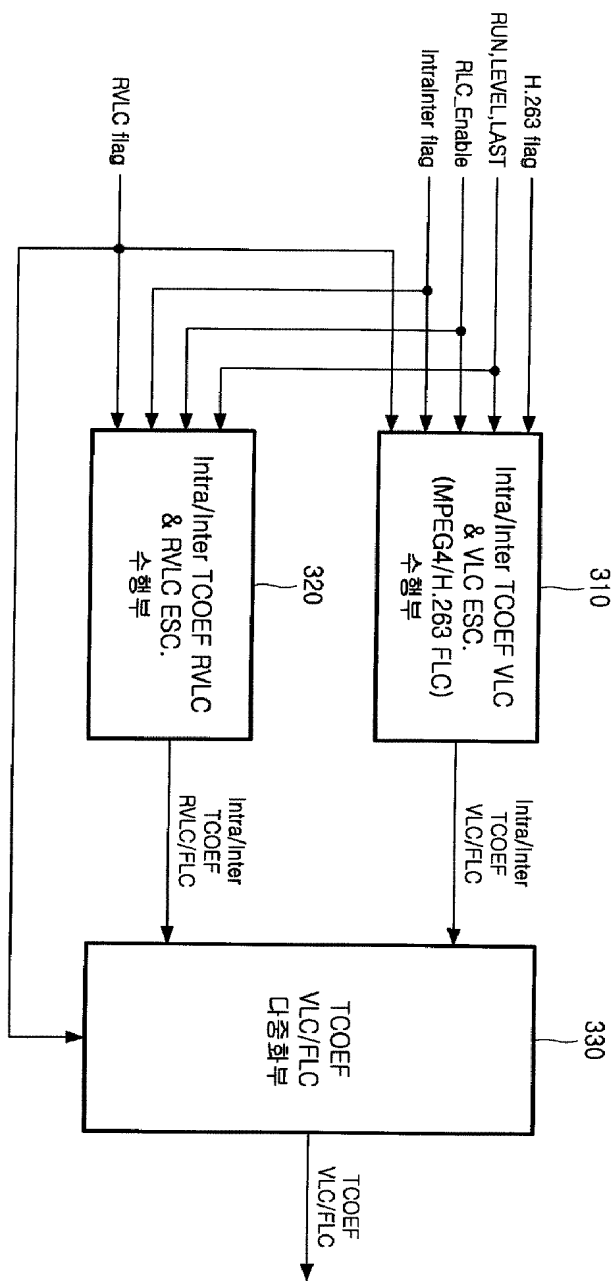 H.263 flag
RUN,LEVEL,LAST
RLC_Enable
IntraInter flag
RVLC flag
310
Intra/Inter TCOEF VLC
& VLC ESC.
(MPEG4/H.263 FLC)
수행부
320
Intra/Inter TCOEF RVLC
& RVLC ESC.
수행부
Intra/Inter
TCOEF
VLC/FLC
Intra/Inter
TCOEF
RVLC/FLC
330
TCOEF
VLC/FLC
다중화부
TCOEF
VLC/FLC